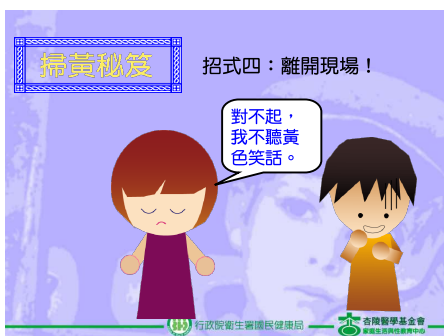 掃黃秘笈
招式四：離開現場！
對不起，
我不聽黃
色笑話。
行政院衛生署國民健康局
杏陵醫學基金會
家庭生活與性教育中心